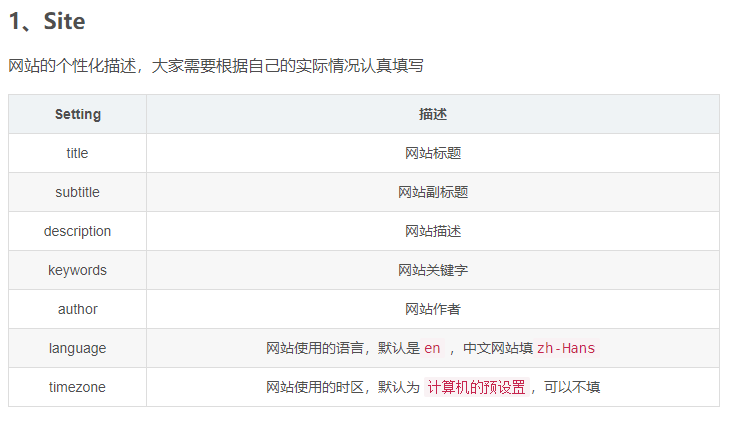 1、Site
网站的个性化描述，大家需要根据自己的实际情况认真填写
Setting 描述
title 网站标题
subtitle 网站副标题
description 网站描述
keywords 网站关键字
author 网站作者
language 网站使用的语言，默认是 en ，中文网站填 zh-Hans
timezone 网站使用的时区，默认为 计算机的预设置 ，可以不填